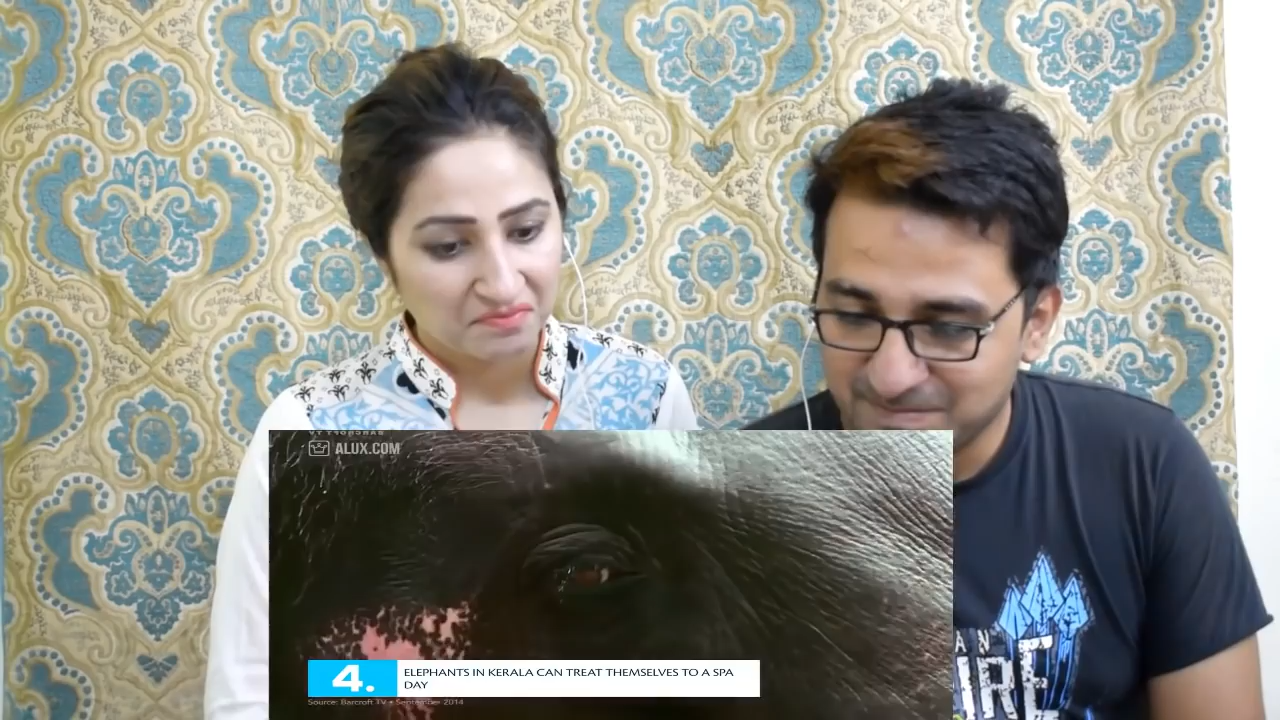 ALUX.COM
4.
ELEPHANTS IN KERALA CAN TREAT THEMSELVES TO A SPA
DAY
Source: Barcroft TV • September 2014